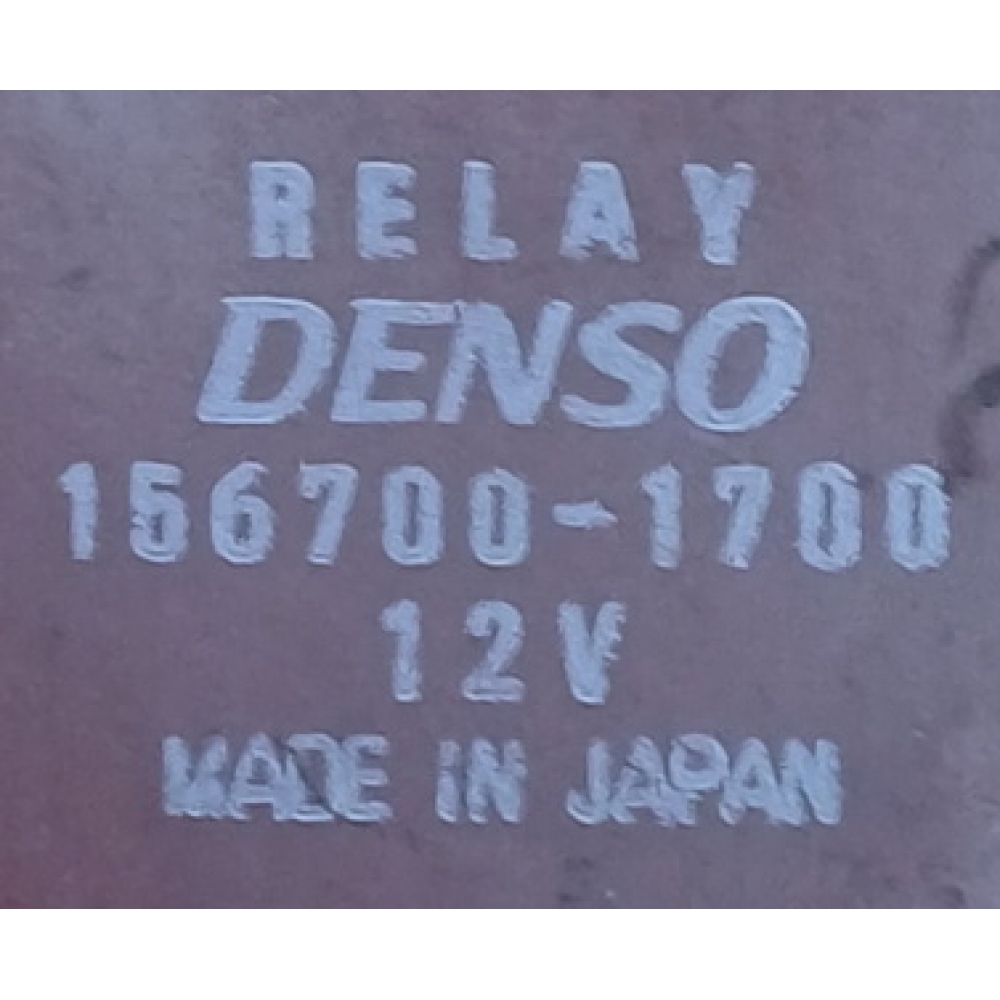 RELAY
DENSO
156700-1700
12V
MADE IN JAPAN